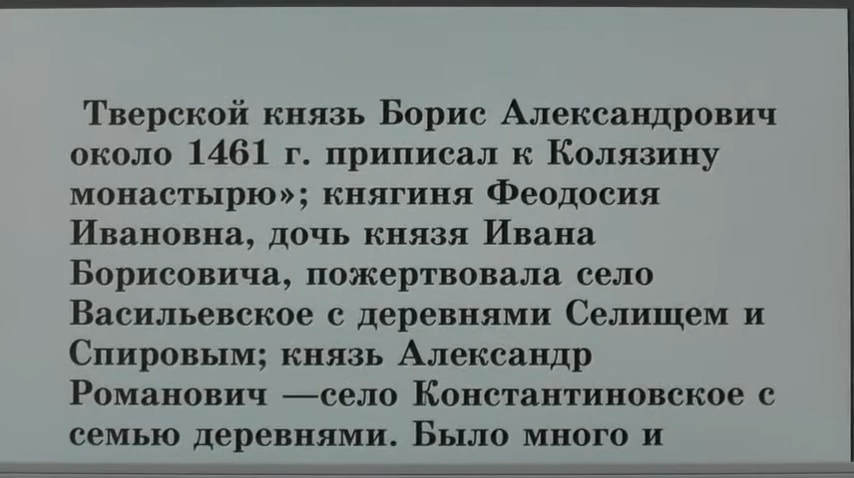 Тверской князь Борис Александрович
около 1461 г. приписал к Колязину
монастырю»; княгиня Феодосия
Ивановна, дочь князя Ивана
Борисовича, пожертвовала село
Васильевское с деревнями Селищем и
Спировым; князь Александр
Романович —село Константиновское с
семью деревнями. Было много и